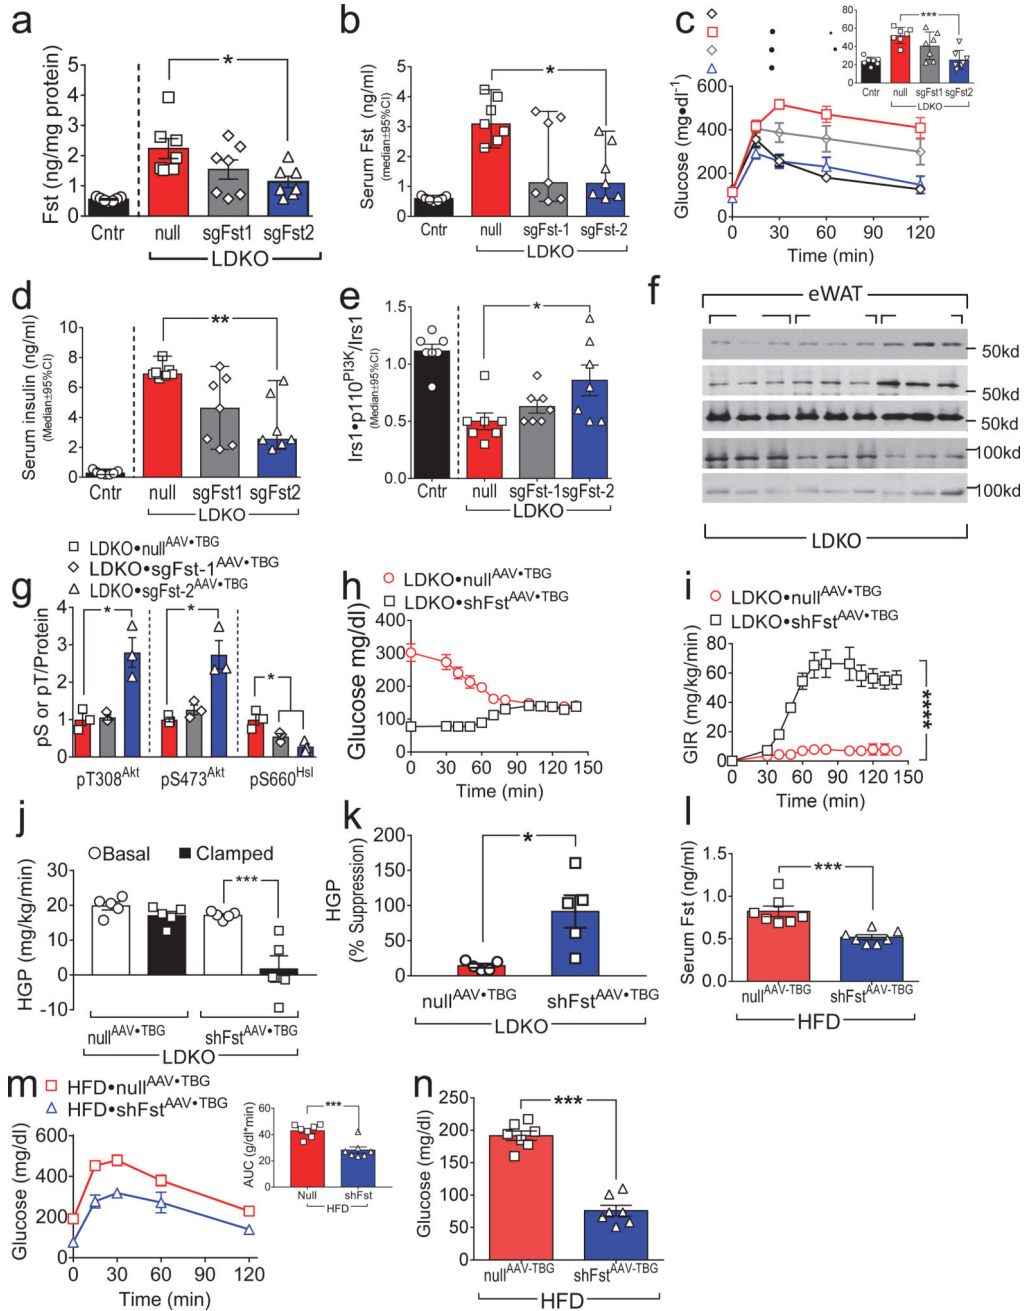 a
Fst (ng/mg protein)
5
4
3
2
1
0
*
Cntr null sgFst1 sgFst2
LDKO
b
Serum Fst (ng/ml)
(median±95%CI)
5
4
3
2
1
0
*
Cntr null sgFst-1 sgFst-2
LDKO
c
Glucose (mg•dl-1)
600
400
200
0
0 30 60 90 120
Time (min)
80
60
40
20
0
***
Cntr null sgFst1 sgFst2
LDKO
d
Serum insulin (ng/ml)
(Median±95%CI)
10
8
6
4
2
0
**
Cntr null sgFst1 sgFst2
LDKO
e
Irs1•p110PI3K/Irs1
(Median±95%CI)
1.5
1.0
0.5
0.0
*
Cntr null sgFst-1 sgFst-2
LDKO
f
eWAT
50kd
50kd
50kd
100kd
100kd
LDKO
LDKO•nullAAV•TBG
LDKO•sgFst-1AAV•TBG
LDKO•sgFst-2AAV•TBG
g
pS or pT/Protein
4
3
2
1
0
* * *
pT308Akt pS473Akt pS660Hsl
h
LDKO•nullAAV•TBG
LDKO•shFstAAV•TBG
Glucose mg/dl)
400
300
200
100
0
0 30 60 90 120 150
Time (min)
i
LDKO•nullAAV•TBG
LDKO•shFstAAV•TBG
GIR (mg/kg/min)
80
60
40
20
0
****
0 30 60 90 120 150
Time (min)
j
Basal Clamped
HGP (mg/kg/min)
30
20
10
0
-10
***
nullAAV•TBG shFstAAV•TBG
LDKO
k
HGP
(% Suppression)
200
150
100
50
0
*
nullAAV•TBG shFstAAV•TBG
LDKO
l
Serum Fst (ng/ml)
1.5
1.0
0.5
0.0
***
nullAAV-TBG shFstAAV-TBG
HFD
m
HFD•nullAAV•TBG
HFD•shFstAAV•TBG
Glucose (mg/dl)
600
400
200
0
0 30 60 90 120
Time (min)
AUC (g/dl*min)
60
40
20
0
***
Null shFst
HFD
n
Glucose (mg/dl)
250
200
150
100
50
0
***
nullAAV-TBG shFstAAV-TBG
HFD